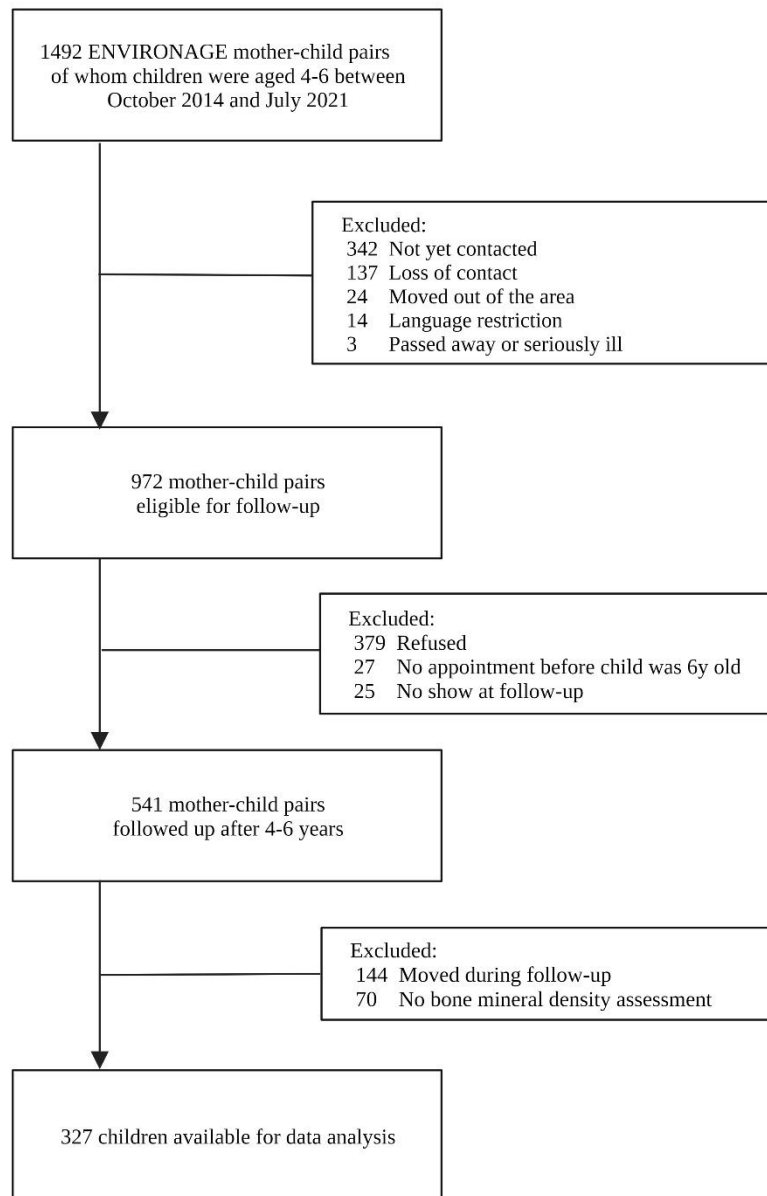 1492 ENVIRONAGE mother-child pairs
of whom children were aged 4-6 between
October 2014 and July 2021
Excluded:
342 Not yet contacted
137 Loss of contact
24 Moved out of the area
14 Language restriction
3 Passed away or seriously ill
972 mother-child pairs
eligible for follow-up
Excluded:
379 Refused
27 No appointment before child was 6y old
25 No show at follow-up
541 mother-child pairs
followed up after 4-6 years
Excluded:
144 Moved during follow-up
70 No bone mineral density assessment
327 children available for data analysis